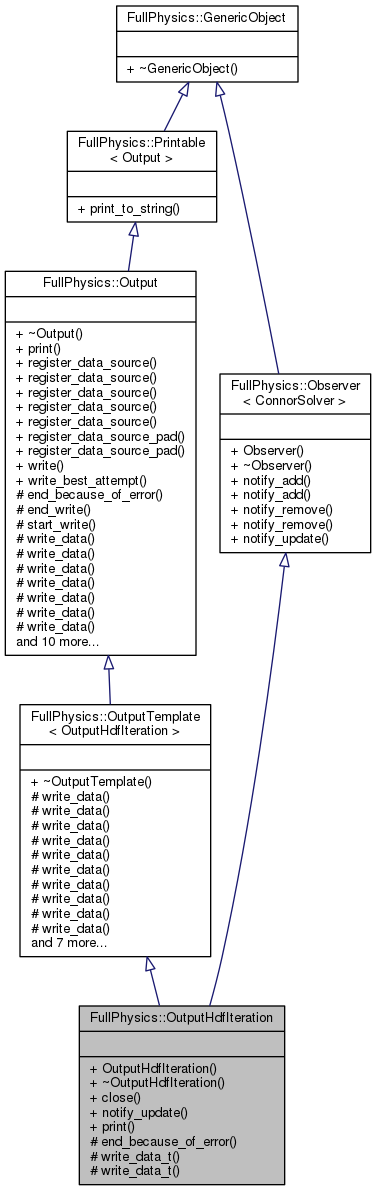 FullPhysics::GenericObject
+ ~GenericObject()
FullPhysics::Printable
< Output >
+ print_to_string()
FullPhysics::Output
+ ~Output()
+ print()
+ register_data_source()
+ register_data_source()
+ register_data_source()
+ register_data_source()
+ register_data_source()
+ register_data_source_pad()
+ register_data_source_pad()
+ write()
+ write_best_attempt()
# end_because_of_error()
# end_write()
# start_write()
# write_data()
# write_data()
# write_data()
# write_data()
# write_data()
# write_data()
# write_data()
and 10 more...
FullPhysics::Observer
< ConnorSolver >
+ Observer()
+ ~Observer()
+ notify_add()
+ notify_add()
+ notify_remove()
+ notify_remove()
+ notify_update()
FullPhysics::OutputTemplate
< OutputHdfIteration >
+ ~OutputTemplate()
# write_data()
# write_data()
# write_data()
# write_data()
# write_data()
# write_data()
# write_data()
# write_data()
# write_data()
# write_data()
and 7 more...
FullPhysics::OutputHdfIteration
+ OutputHdfIteration()
+ ~OutputHdfIteration()
+ close()
+ notify_update()
+ print()
# end_because_of_error()
# write_data_t()
# write_data_t()